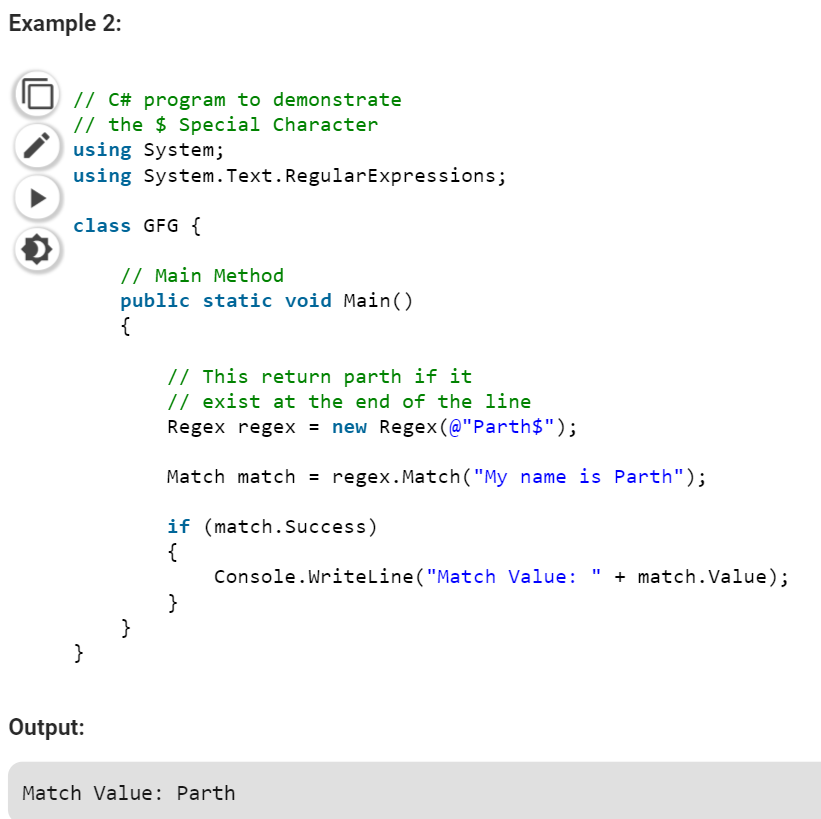 Example 2:
// C# program to demonstrate
// the $ Special Character
using System;
using System.Text.RegularExpressions;
class GFG {
// Main Method
public static void Main()
{
// This return parth if it
// exist at the end of the line
Regex regex = new Regex(@"Parth$");
Match match = regex.Match("My name is Parth");
if (match.Success)
{
Console.WriteLine("Match Value: " + match.Value);
}
}
}
Output:
Match Value: Parth